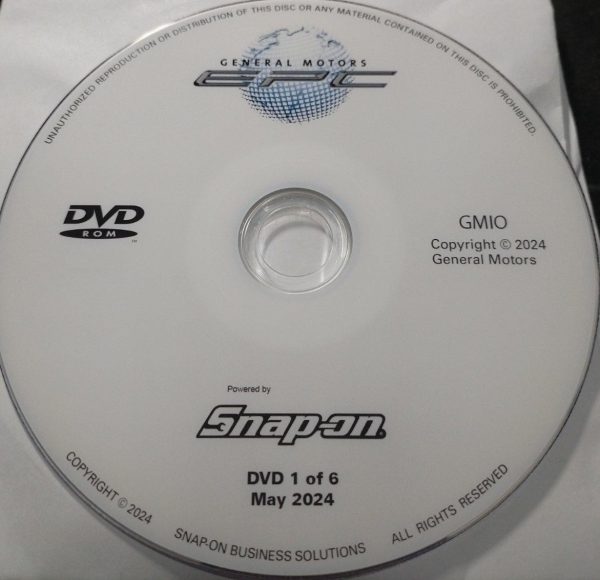 UNAUTHORIZED REPRODUCTION OR DISTRIBUTION OF THIS DISC OR ANY MATERIAL CONTAINED ON THIS DISC IS PROHIBITED.
GENERAL MOTORS
EPC
DVD
ROM
TM
GMIO
Copyright © 2024
General Motors
Powered by
Snap-on®
DVD 1 of 6
May 2024
COPYRIGHT © 2024 SNAP-ON BUSINESS SOLUTIONS ALL RIGHTS RESERVED